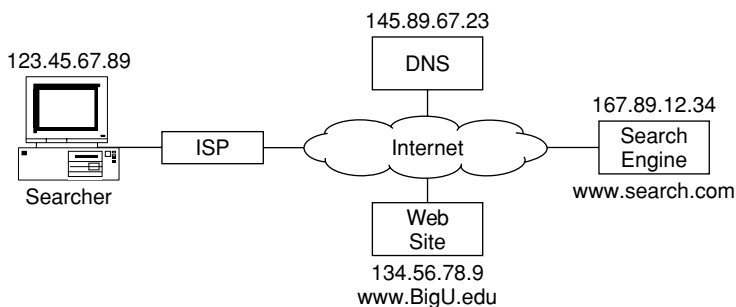 145.89.67.23
123.45.67.89
DNS
167.89.12.34
ISP
Internet
Search
Engine
Searcher
www.search.com
Web
Site
134.56.78.9
www.BigU.edu